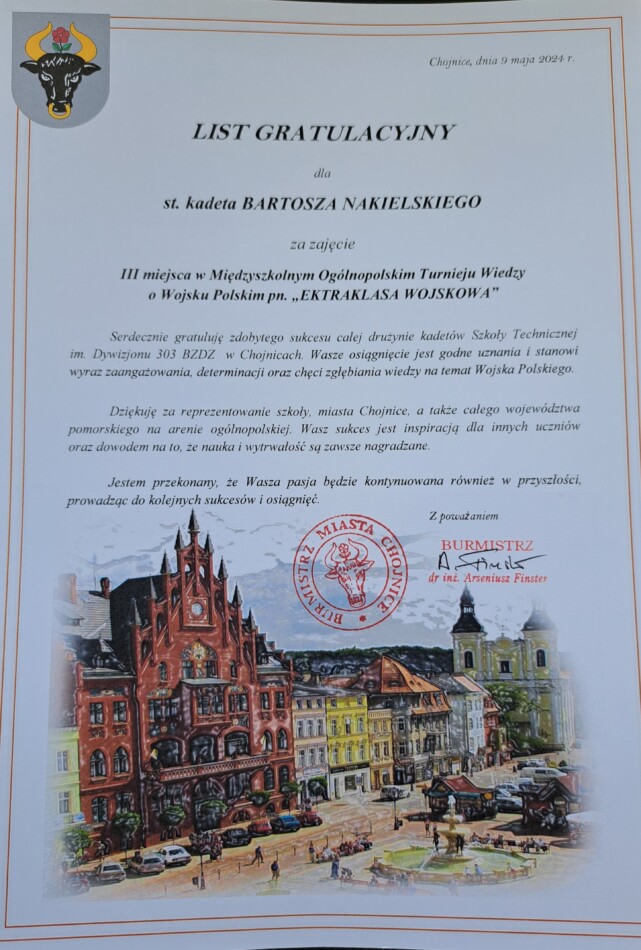 Chojnice, dnia 9 maja 2024 r.
LIST GRATULACYJNY
dla
st. kadeta BARTOSZA NAKIELSKIEGO
za zajęcie
III miejsca w Międzyszkolnym Ogólnopolskim Turnieju Wiedzy
o Wojsku Polskim pn. „EKTRAKLASA WOJSKOWA”
Serdecznie gratuluję zdobytego sukcesu całej drużynie kadetów Szkoły Technicznej
im. Dywizjonu 303 BZDZ w Chojnicach. Wasze osiągnięcie jest godne uznania i stanowi
wyraz zaangażowania, determinacji oraz chęci zgłębiania wiedzy na temat Wojska Polskiego.
Dziękuję za reprezentowanie szkoły, miasta Chojnice, a także całego województwa
pomorskiego na arenie ogólnopolskiej. Wasz sukces jest inspiracją dla innych uczniów
oraz dowodem na to, że nauka i wytrwałość są zawsze nagradzane.
Jestem przekonany, że Wasza pasja będzie kontynuowana również w przyszłości,
prowadząc do kolejnych sukcesów i osiągnięć.
Z poważaniem
BURMISTRZ MIASTA CHOJNICE
BURMISTRZ
A. Finster
dr inż. Arseniusz Finster